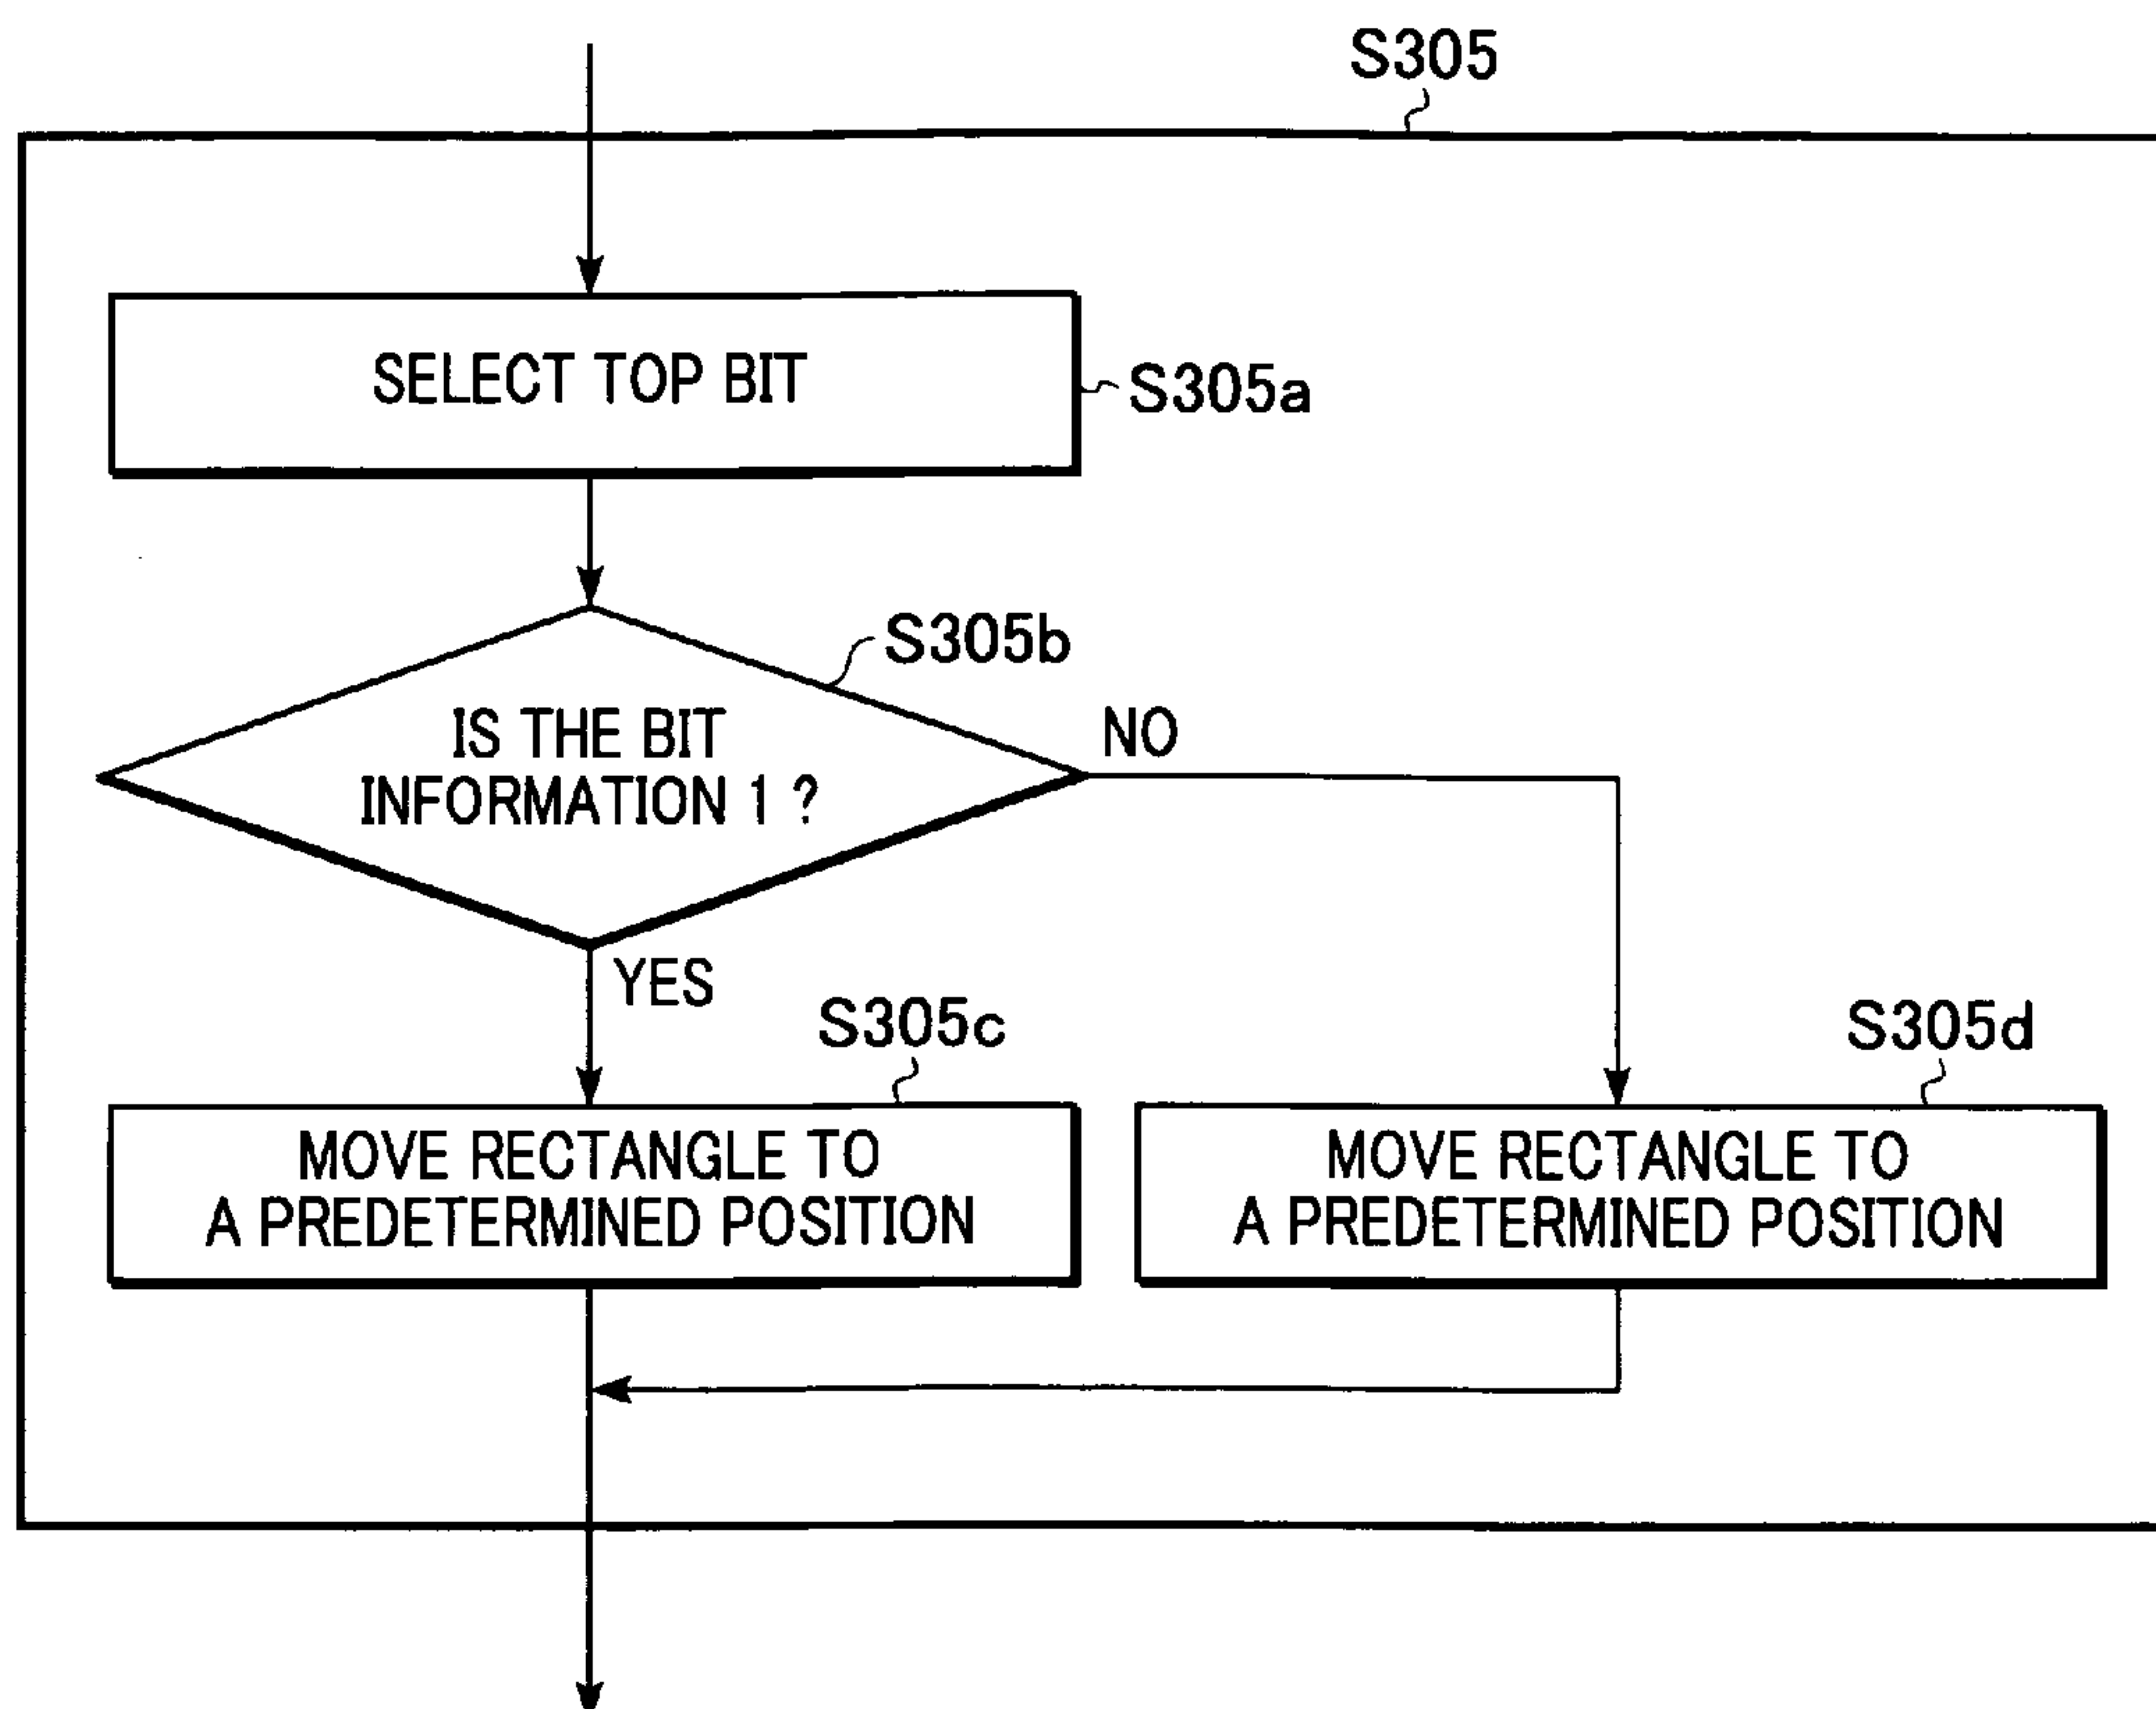 S305
SELECT TOP BIT
S305a
S305b
IS THE BIT
INFORMATION 1 ?
NO
YES
S305c
S305d
MOVE RECTANGLE TO
A PREDETERMINED POSITION
MOVE RECTANGLE TO
A PREDETERMINED POSITION